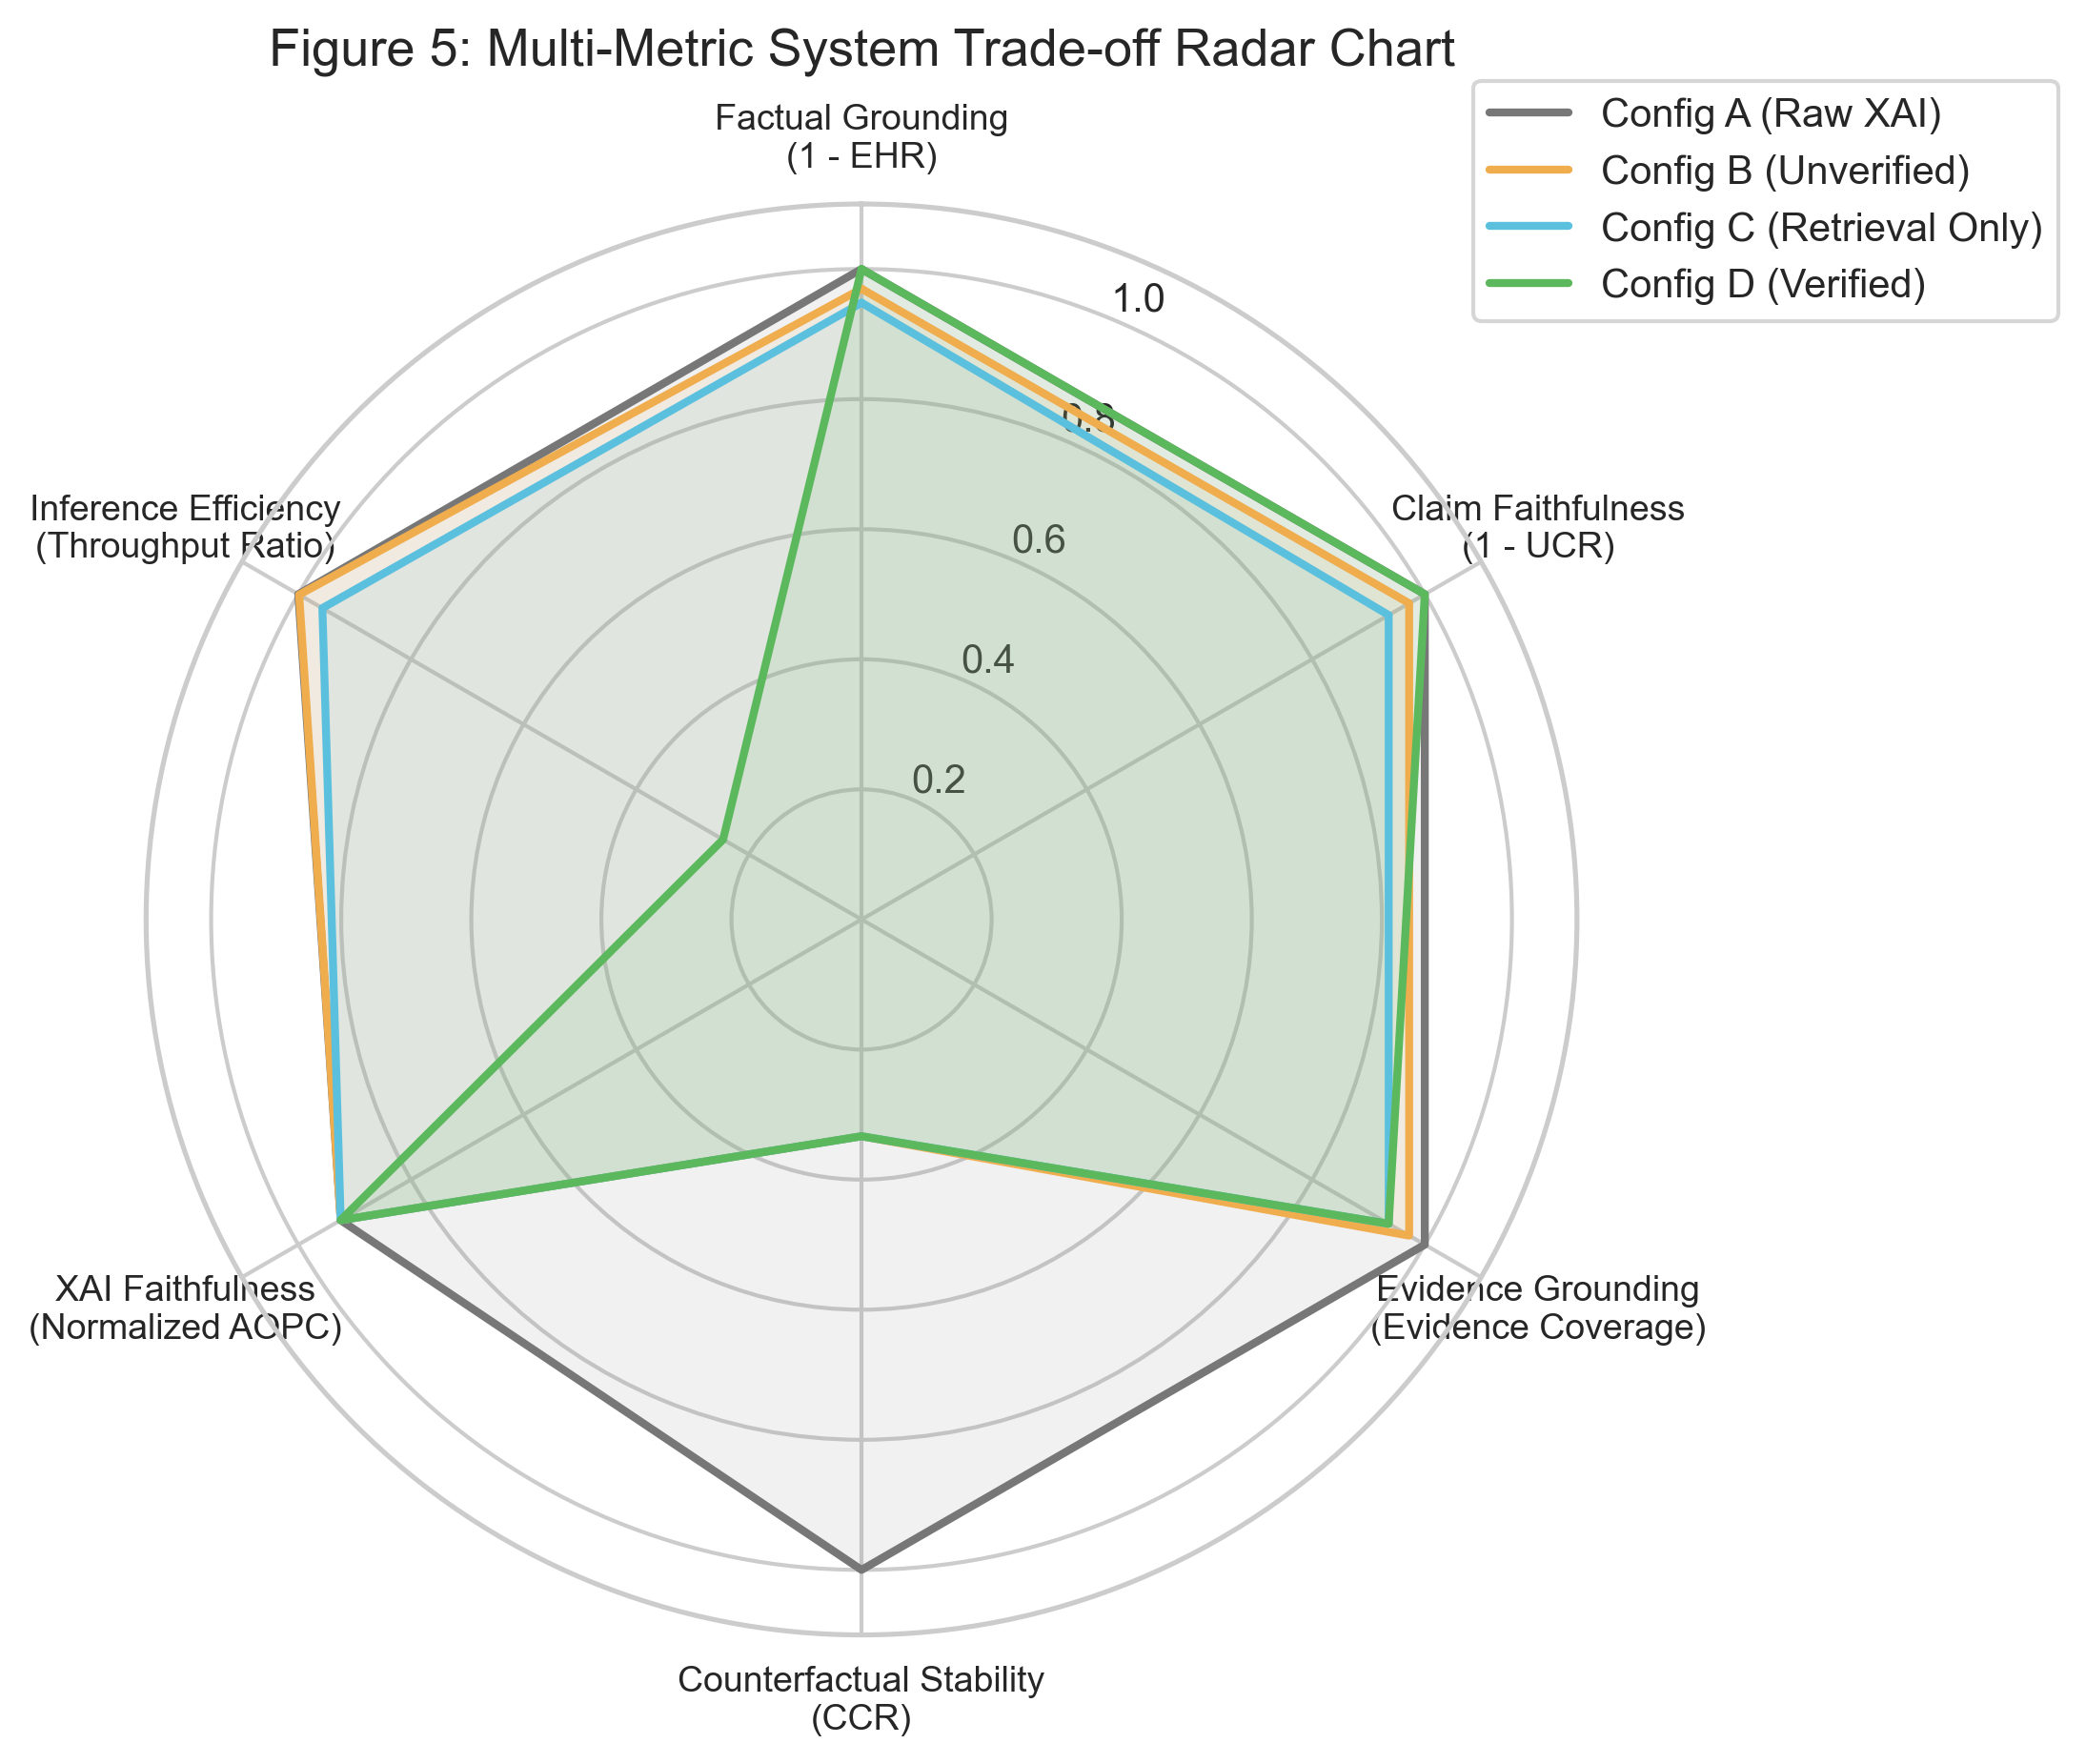 Figure 5: Multi-Metric System Trade-off Radar Chart
Config A (Raw XAI)
Config B (Unverified)
Config C (Retrieval Only)
Config D (Verified)
Factual Grounding
(1 - EHR)
1.0
0.8
0.6
0.4
0.2
Inference Efficiency
(Throughput Ratio)
Claim Faithfulness
(1 - UCR)
XAI Faithfulness
(Normalized AOPC)
Evidence Grounding
(Evidence Coverage)
Counterfactual Stability
(CCR)